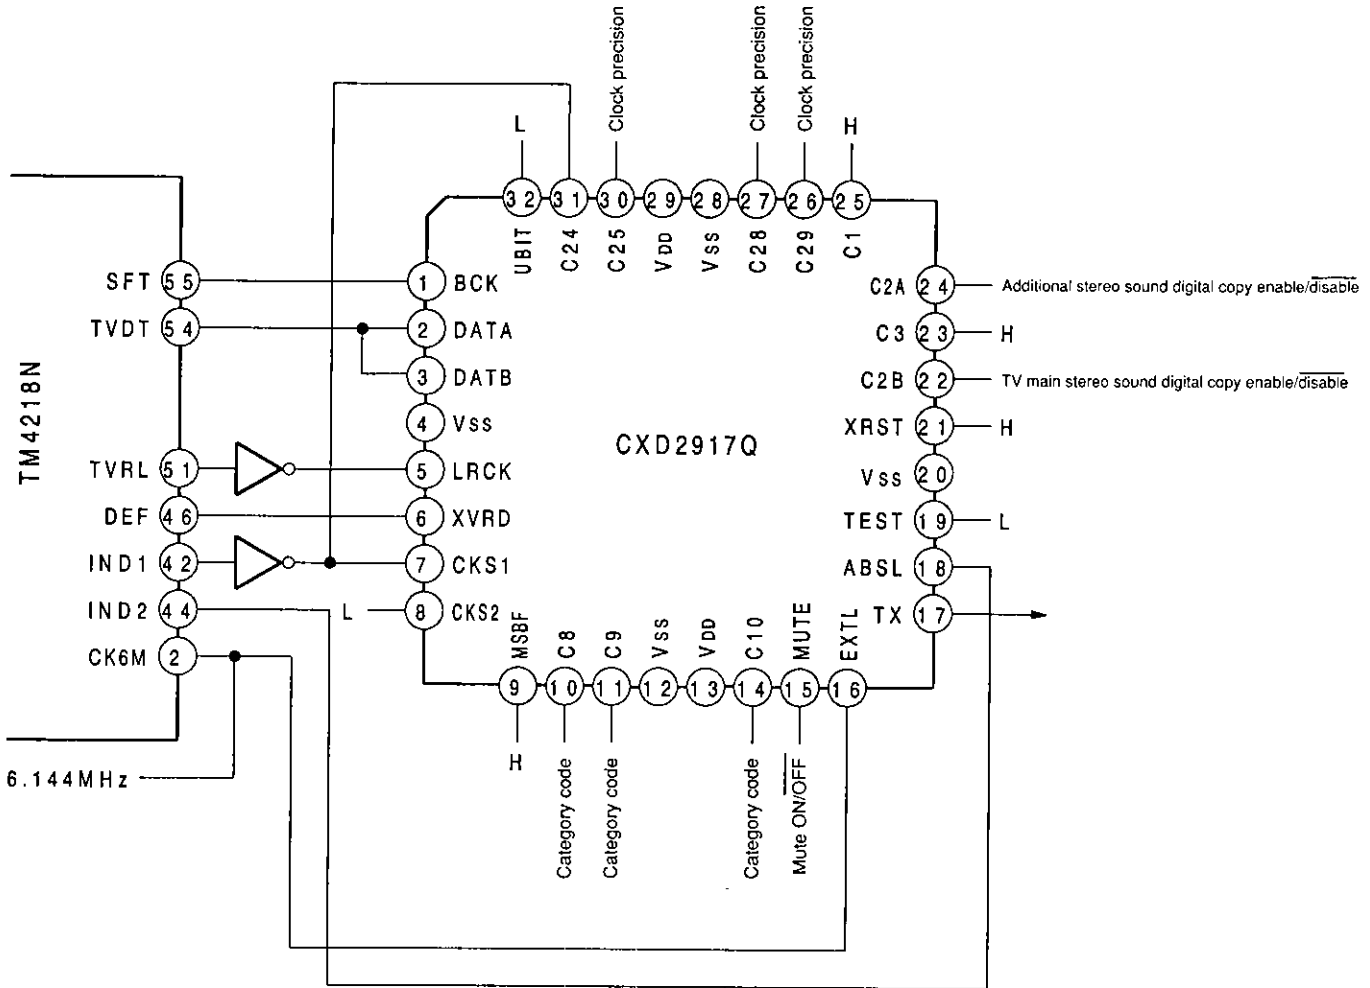 Clock precision
Clock precision
Clock precision
L
H
32
31
30
29
28
27
26
25
UBIT
C24
C25
VDD
VSS
C28
C29
C1
TM4218N
SFT 55
TVDT 54
TVRL 51
DEF 46
IND1 42
IND2 44
CK6M 2
6.144MHz
1 BCK
2 DATA
3 DATB
4 Vss
5 LRCK
6 XVRD
7 CKS1
L 8 CKS2
CXD2917Q
C2A 24 Additional stereo sound digital copy enable/disable
C3 23 H
C2B 22 TV main stereo sound digital copy enable/disable
XRST 21 H
Vss 20
TEST 19 L
ABSL 18
TX 17
MSBF
C8
C9
VSS
VDD
C10
MUTE
EXTL
9
10
11
12
13
14
15
16
H
Category code
Category code
Category code
Mute ON/OFF